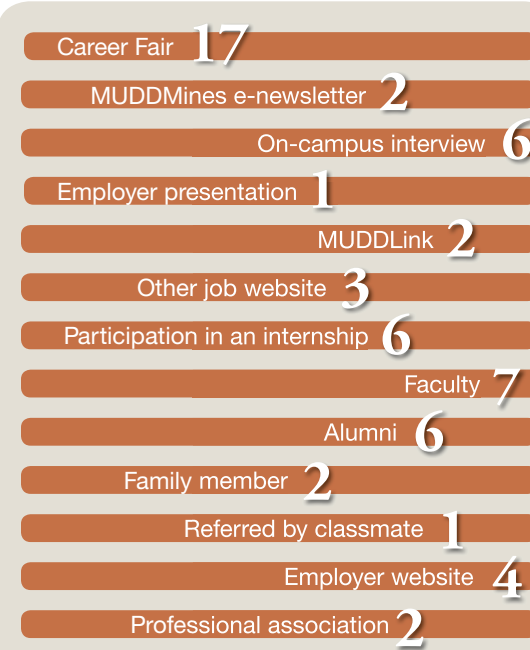 Career Fair 17
MUDDMines e-newsletter 2
On-campus interview 6
Employer presentation 1
MUDDLink 2
Other job website 3
Participation in an internship 6
Faculty 7
Alumni 6
Family member 2
Referred by classmate 1
Employer website 4
Professional association 2